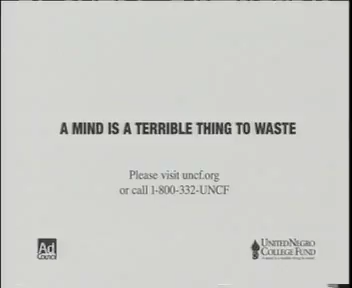 A MIND IS A TERRIBLE THING TO WASTE
Please visit uncf.org
or call 1-800-332-UNCF
Ad
COUNCIL
UNITED NEGRO
COLLEGE FUND